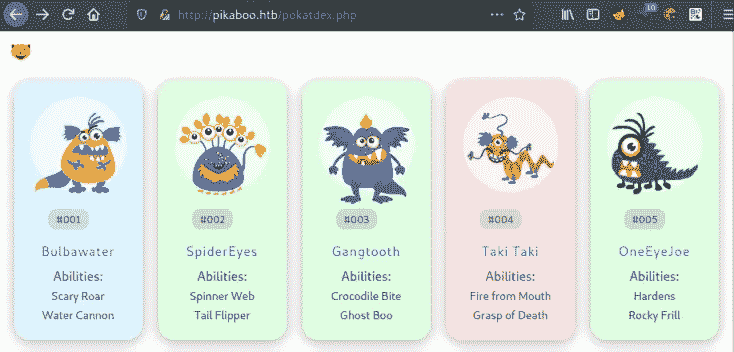 http://pikaboo.htb/pokatdex.php
10
#001
Bulbawater
Abilities:
Scary Roar
Water Cannon
#002
SpiderEyes
Abilities:
Spinner Web
Tail Flipper
#003
Gangtooth
Abilities:
Crocodile Bite
Ghost Boo
#004
Taki Taki
Abilities:
Fire from Mouth
Grasp of Death
#005
OneEyeJoe
Abilities:
Hardens
Rocky Frill